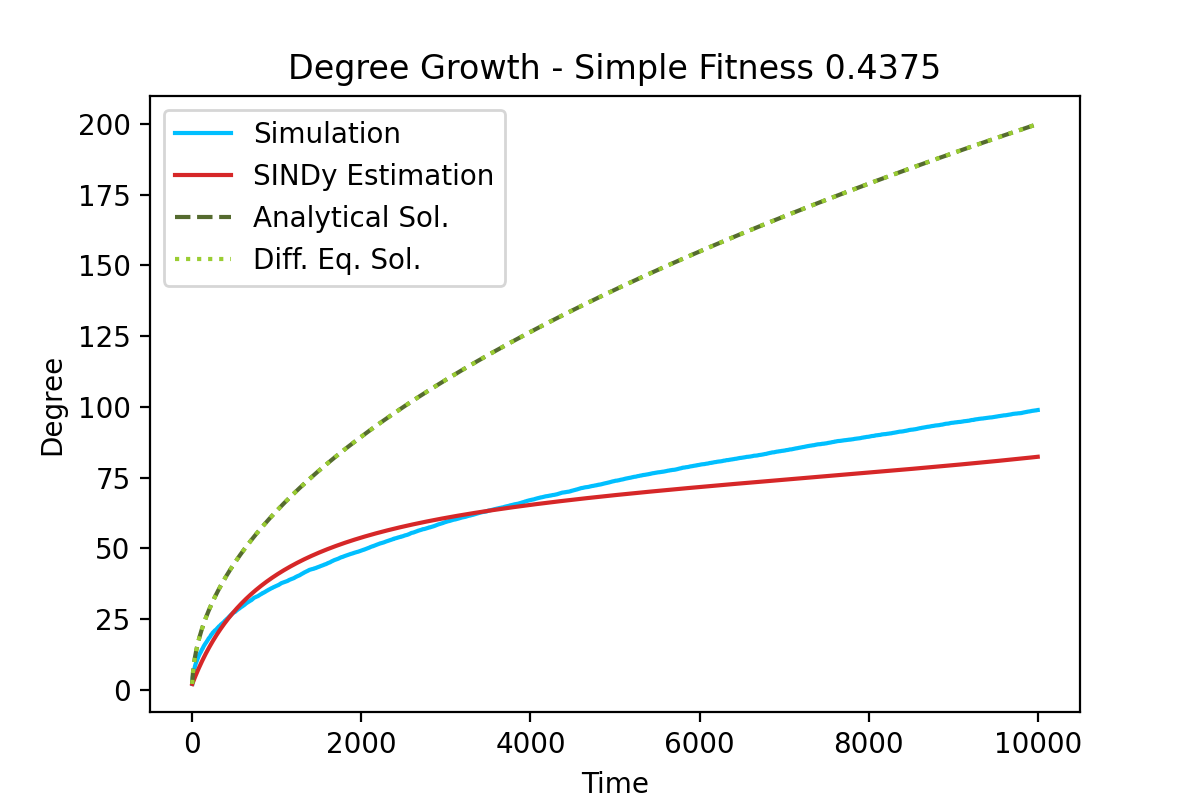 Degree Growth - Simple Fitness 0.4375
Simulation
SINDy Estimation
Analytical Sol.
Diff. Eq. Sol.
200
175
150
125
100
75
50
25
0
Degree
0 2000 4000 6000 8000 10000
Time